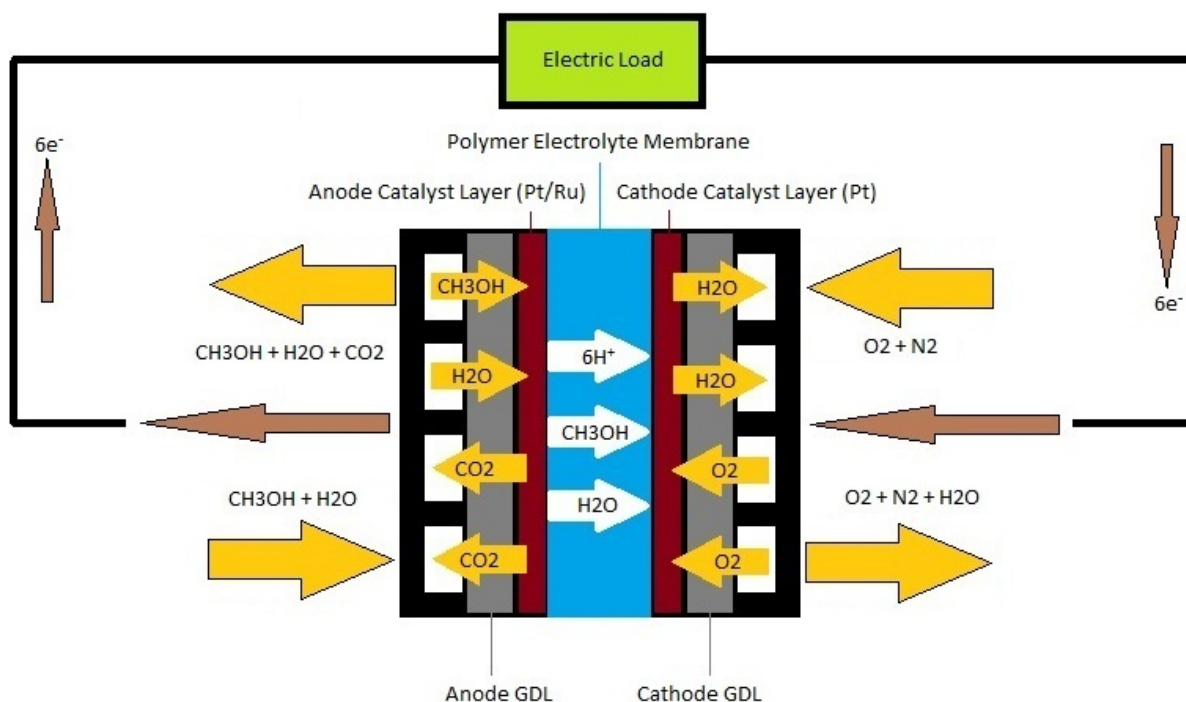 Electric Load
Polymer Electrolyte Membrane
6e⁻
Anode Catalyst Layer (Pt/Ru)
Cathode Catalyst Layer (Pt)
CH3OH
H2O
6e⁻
CH3OH + H2O + CO2
6H⁺
O2 + N2
H2O
H2O
CH3OH
CO2
O2
CH3OH + H2O
H2O
O2 + N2 + H2O
CO2
O2
Anode GDL
Cathode GDL